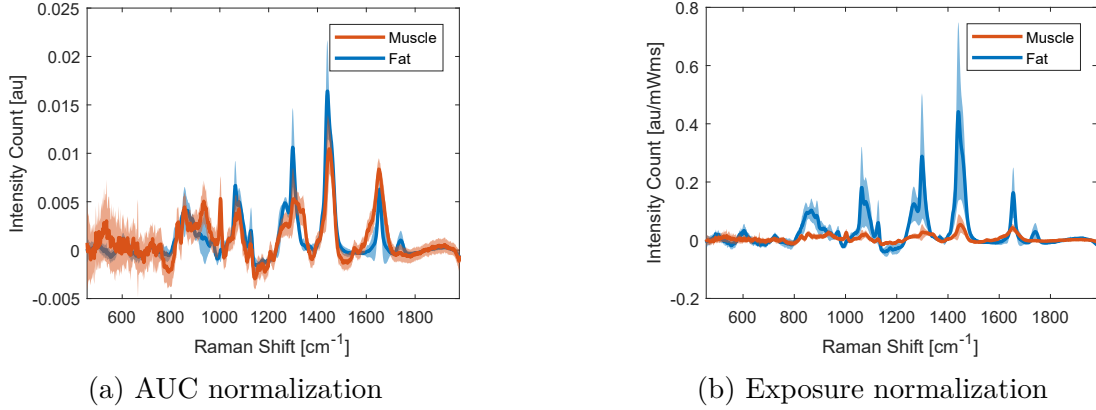 0.025
0.02
0.015
0.01
0.005
0
-0.005
Intensity Count [au]
Muscle
Fat
600 800 1000 1200 1400 1600 1800
Raman Shift [cm-1]
(a) AUC normalization
0.8
0.6
0.4
0.2
0
-0.2
Intensity Count [au/mWms]
Muscle
Fat
600 800 1000 1200 1400 1600 1800
Raman Shift [cm-1]
(b) Exposure normalization